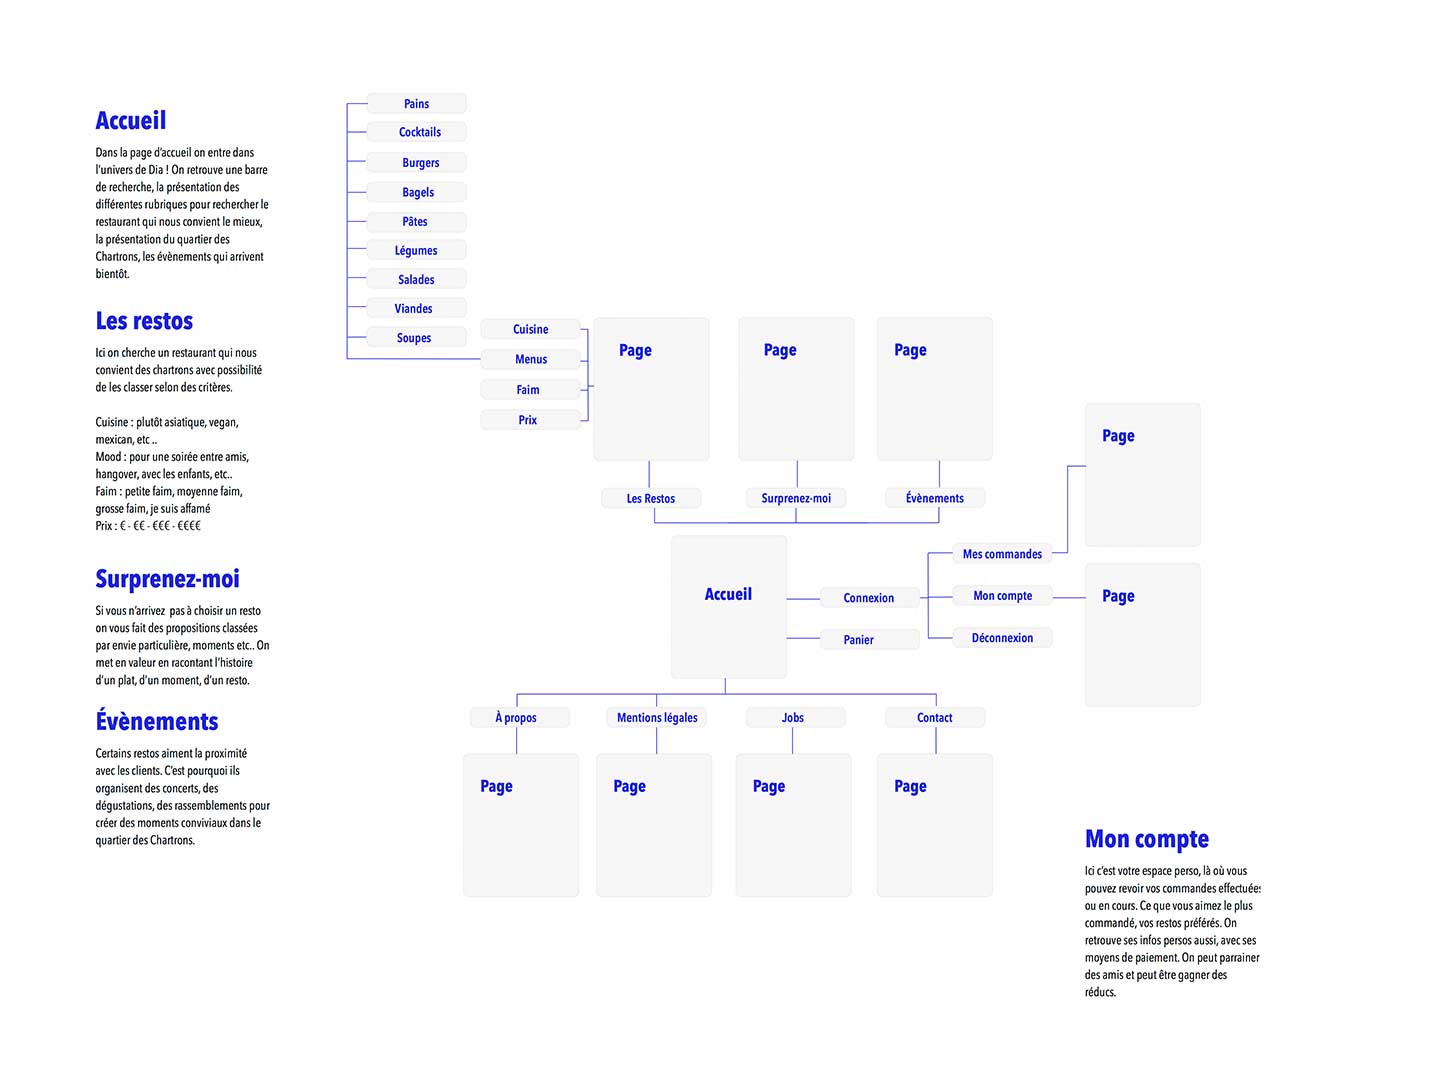 Accueil
Dans la page d'accueil on entre dans
l'univers de Dia ! On retrouve une barre
de recherche, la présentation des
différentes rubriques pour rechercher le
restaurant qui nous convient le mieux,
la présentation du quartier des
Chartrons, les évènements qui arrivent
bientôt.
Les restos
Ici on cherche un restaurant qui nous
convient des chartrons avec possibilité
de les classer selon des critères.
Cuisine : plutôt asiatique, vegan,
mexican, etc ..
Mood : pour une soirée entre amis,
hangover, avec les enfants, etc..
Faim : petite faim, moyenne faim,
grosse faim, je suis affamé
Prix : € - €€ - €€€ - €€€€
Surprenez-moi
Si vous n'arrivez pas à choisir un resto
on vous fait des propositions classées
par envie particulière, moments etc.. On
met en valeur en racontant l'histoire
d'un plat, d'un moment, d'un resto.
Évènements
Certains restos aiment la proximité
avec les clients. C'est pourquoi ils
organisent des concerts, des
dégustations, des rassemblements pour
créer des moments conviviaux dans le
quartier des Chartrons.
Pains
Cocktails
Burgers
Bagels
Pâtes
Légumes
Salades
Viandes
Soupes
Cuisine
Menus
Faim
Prix
Page
Page
Page
Les Restos
Surprenez-moi
Évènements
Accueil
Connexion
Panier
Mes commandes
Mon compte
Déconnexion
Page
Page
À propos
Mentions légales
Jobs
Contact
Page
Page
Page
Page
Mon compte
Ici c'est votre espace perso, là où vous
pouvez revoir vos commandes effectuées
ou en cours. Ce que vous aimez le plus
commandé, vos restos préférés. On
retrouve ses infos persos aussi, avec ses
moyens de paiement. On peut parrainer
des amis et peut être gagner des
réducs.